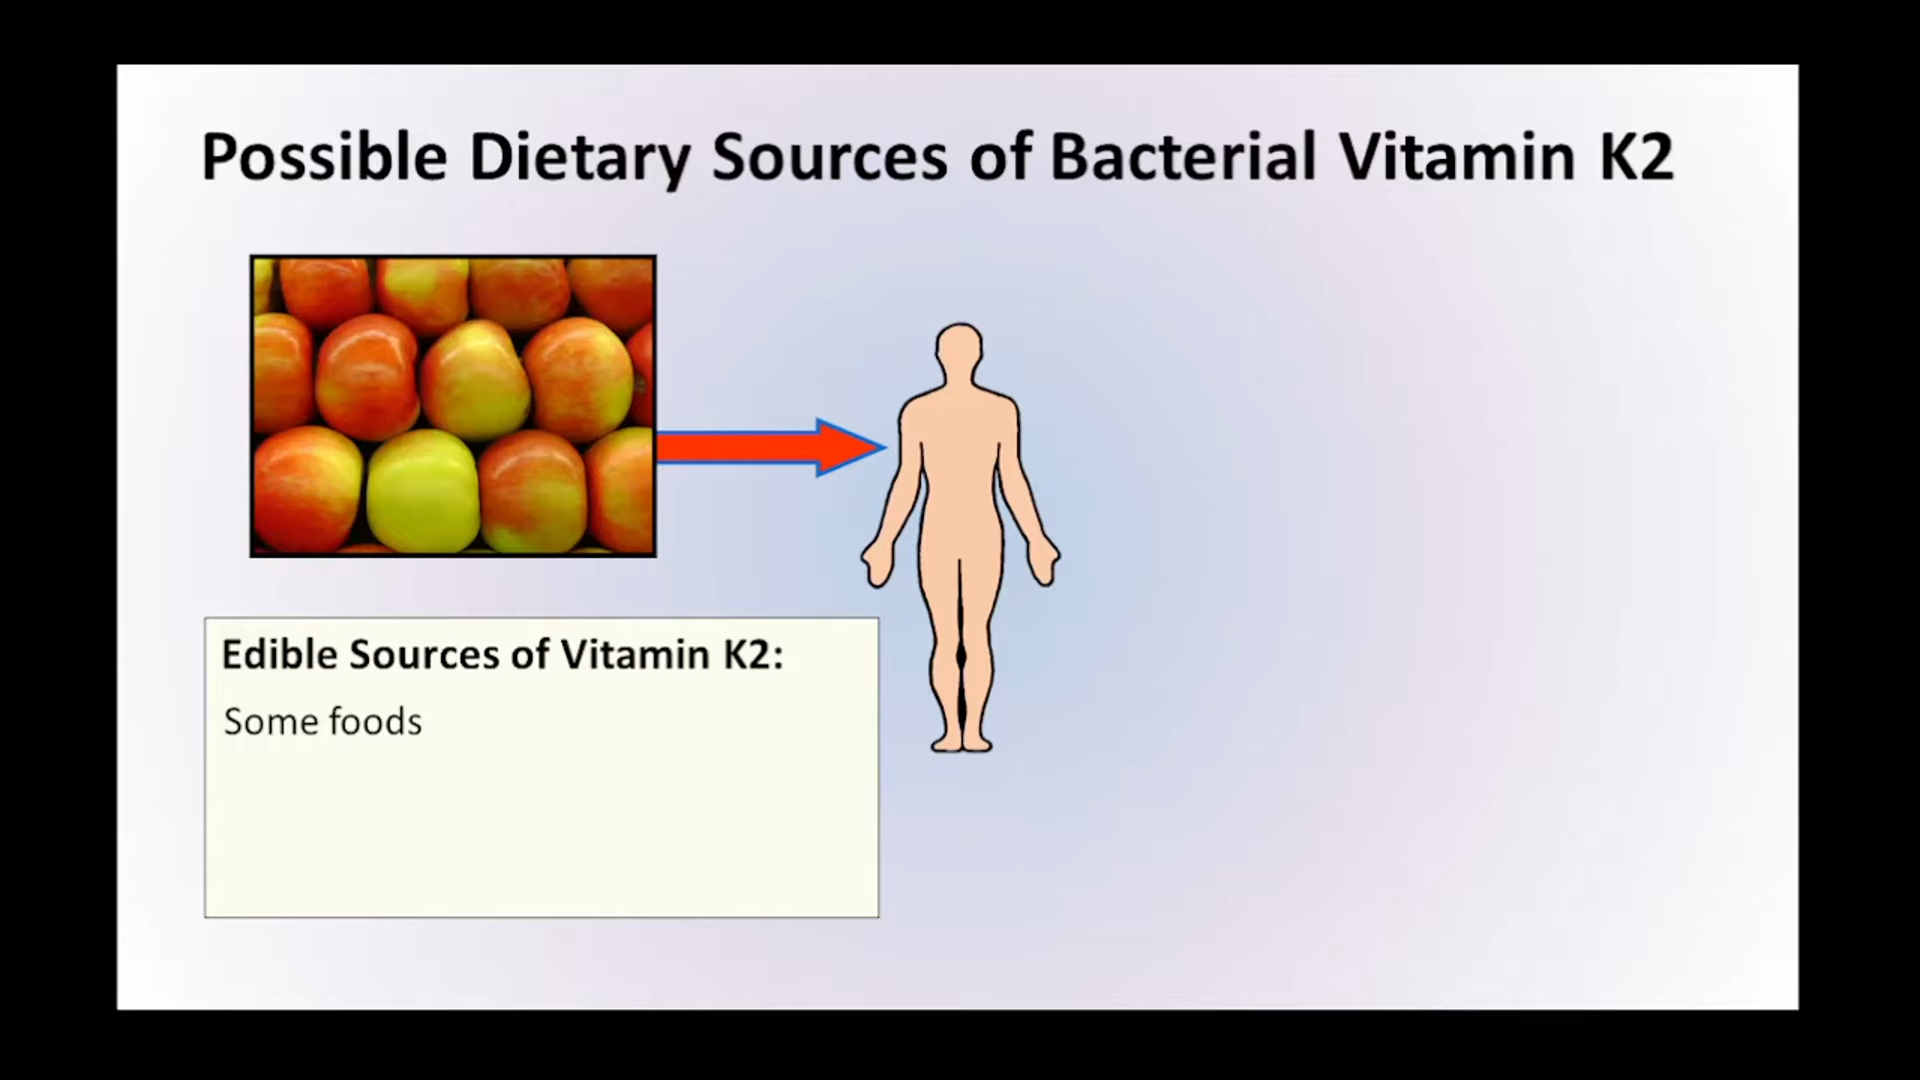 Possible Dietary Sources of Bacterial Vitamin K2
Edible Sources of Vitamin K2:
Some foods